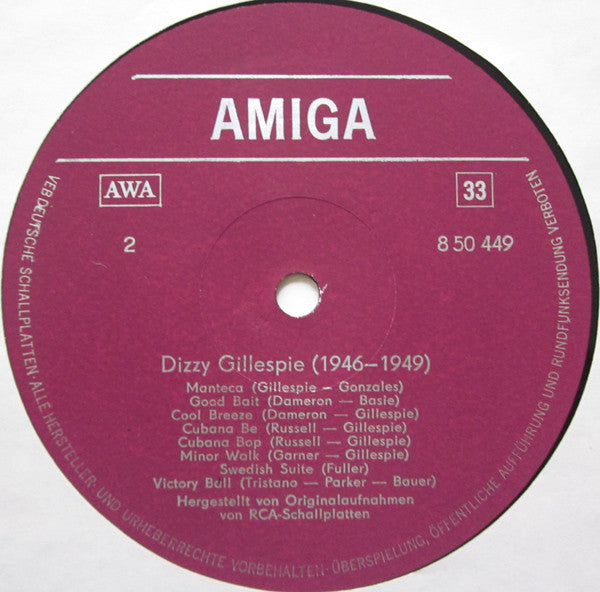 AMIGA
AWA
33
2
8 50 449
Dizzy Gillespie (1946–1949)
Manteca (Gillespie – Gonzales)
Good Bait (Dameron — Basie)
Cool Breeze (Dameron — Gillespie)
Cubana Be (Russell — Gillespie)
Cubana Bop (Russell — Gillespie)
Minor Walk (Garner — Gillespie)
Swedish Suite (Fuller)
Victory Ball (Tristano — Parker — Bauer)
Hergestellt von Originalaufnahmen
von RCA-Schallplatten
VEB DEUTSCHE SCHALLPLATTEN · ALLE HERSTELLER- UND URHEBERRECHTE VORBEHALTEN · ÜBERSPIELUNG, ÖFFENTLICHE AUFFÜHRUNG UND RUNDFUNKSENDUNG VERBOTEN